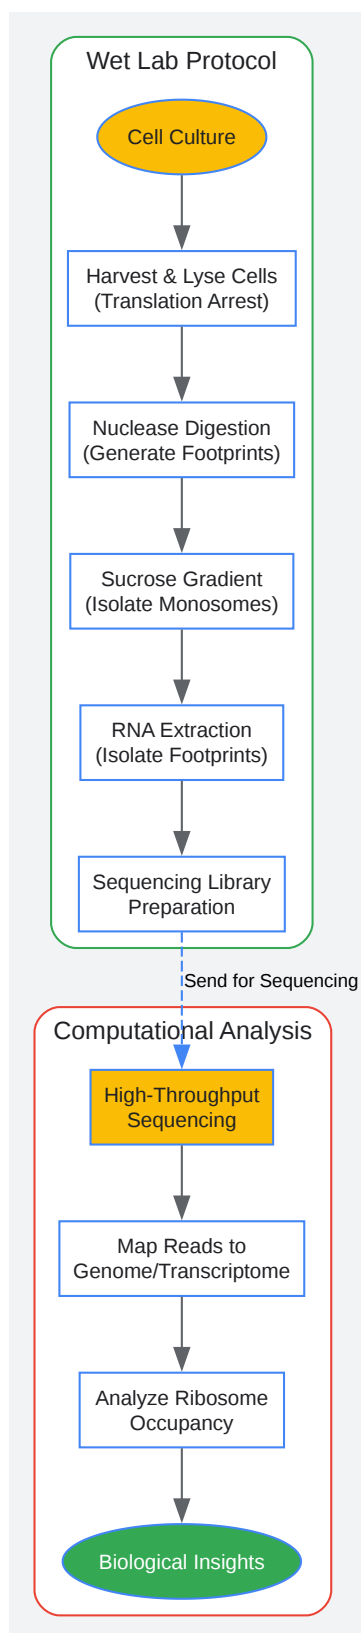 Wet Lab Protocol
Cell Culture
Harvest & Lyse Cells
(Translation Arrest)
Nuclease Digestion
(Generate Footprints)
Sucrose Gradient
(Isolate Monosomes)
RNA Extraction
(Isolate Footprints)
Sequencing Library
Preparation
Send for Sequencing
Computational Analysis
High-Throughput
Sequencing
Map Reads to
Genome/Transcriptome
Analyze Ribosome
Occupancy
Biological Insights